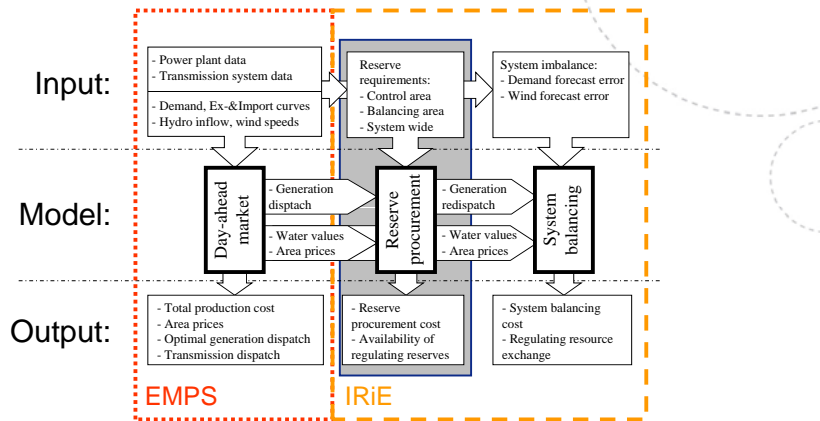 Input:
- Power plant data
- Transmission system data
- Demand, Ex-&Import curves
- Hydro inflow, wind speeds
Reserve
requirements:
- Control area
- Balancing area
- System wide
System imbalance:
- Demand forecast error
- Wind forecast error
Model:
Day-ahead
market
- Generation
disptach
- Water values
- Area prices
Reserve
procurement
- Generation
redispatch
- Water values
- Area prices
System
balancing
Output:
- Total production cost
- Area prices
- Optimal generation dispatch
- Transmission dispatch
- Reserve
procurement cost
- Availability of
regulating reserves
- System balancing
cost
- Regulating resource
exchange
EMPS
IRiE